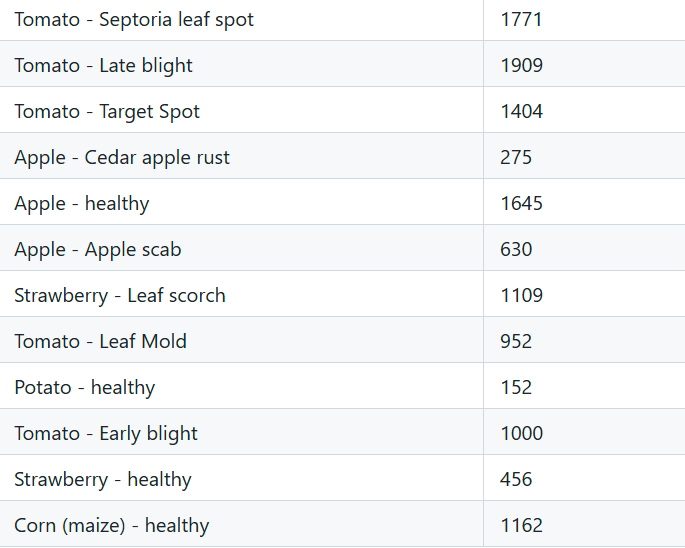 Tomato - Septoria leaf spot 1771
Tomato - Late blight 1909
Tomato - Target Spot 1404
Apple - Cedar apple rust 275
Apple - healthy 1645
Apple - Apple scab 630
Strawberry - Leaf scorch 1109
Tomato - Leaf Mold 952
Potato - healthy 152
Tomato - Early blight 1000
Strawberry - healthy 456
Corn (maize) - healthy 1162